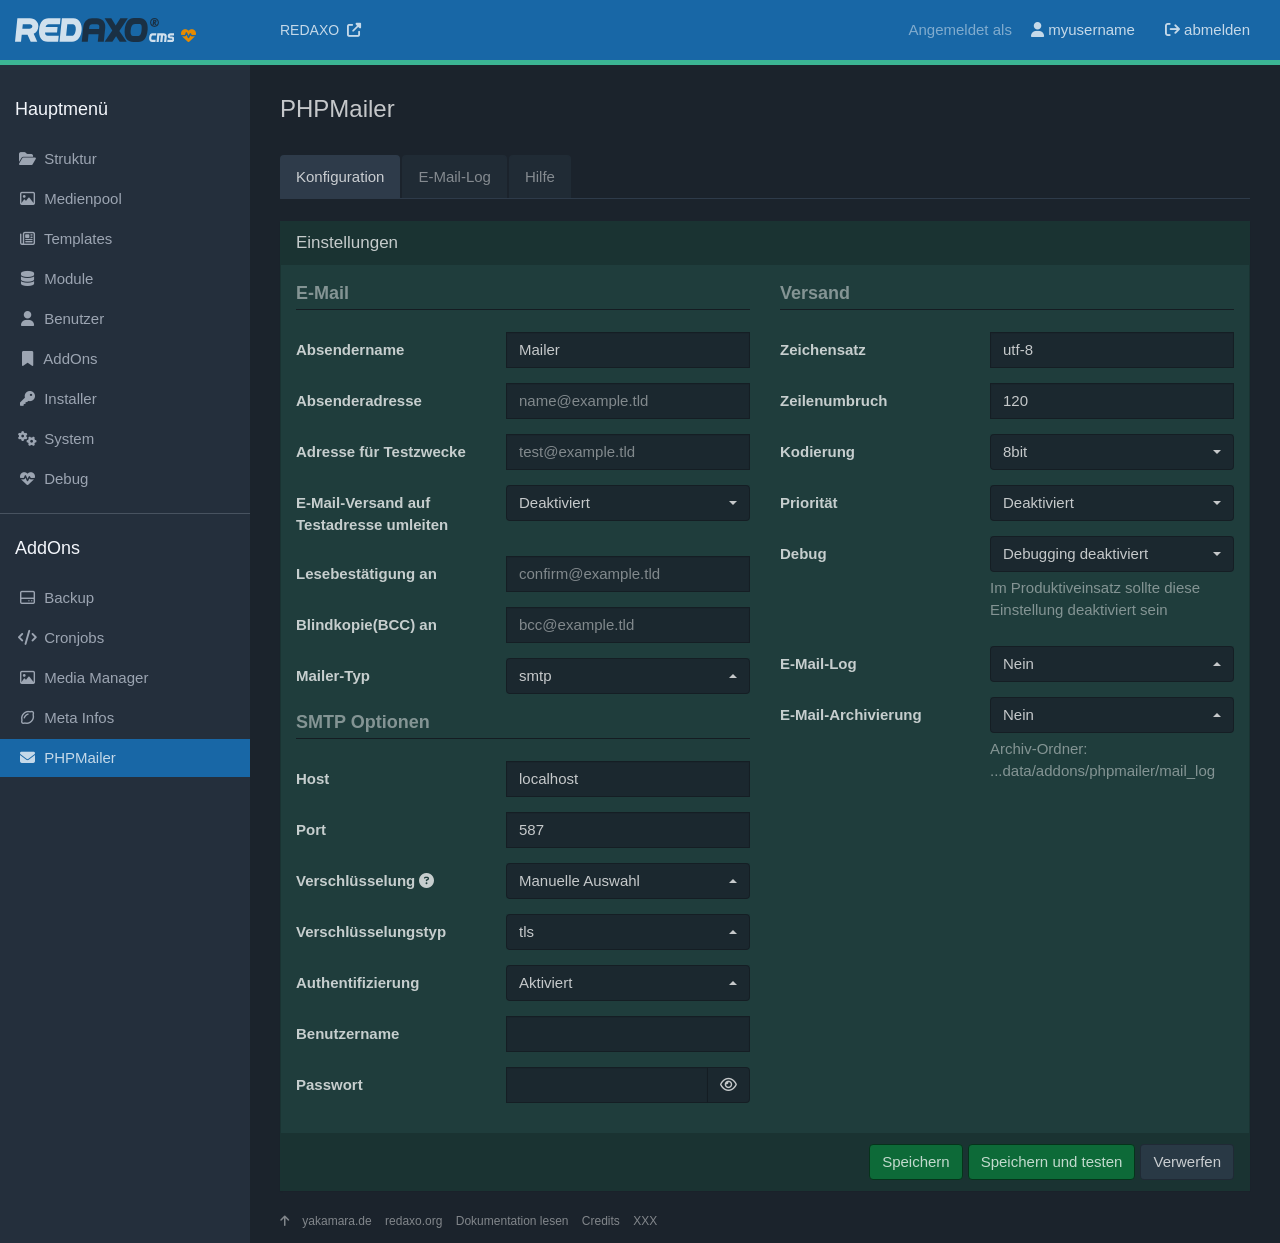 REDAXO® cms
REDAXO
Angemeldet als myusername abmelden
Hauptmenü
Struktur
Medienpool
Templates
Module
Benutzer
AddOns
Installer
System
Debug
AddOns
Backup
Cronjobs
Media Manager
Meta Infos
PHPMailer
PHPMailer
Konfiguration E-Mail-Log Hilfe
Einstellungen
E-Mail
Absendername Mailer
Absenderadresse name@example.tld
Adresse für Testzwecke test@example.tld
E-Mail-Versand auf Deaktiviert
Testadresse umleiten
Lesebestätigung an confirm@example.tld
Blindkopie(BCC) an bcc@example.tld
Mailer-Typ smtp
SMTP Optionen
Host localhost
Port 587
Verschlüsselung ? Manuelle Auswahl
Verschlüsselungstyp tls
Authentifizierung Aktiviert
Benutzername
Passwort
Versand
Zeichensatz utf-8
Zeilenumbruch 120
Kodierung 8bit
Priorität Deaktiviert
Debug Debugging deaktiviert
Im Produktiveinsatz sollte diese
Einstellung deaktiviert sein
E-Mail-Log Nein
E-Mail-Archivierung Nein
Archiv-Ordner:
...data/addons/phpmailer/mail_log
Speichern Speichern und testen Verwerfen
yakamara.de redaxo.org Dokumentation lesen Credits XXX